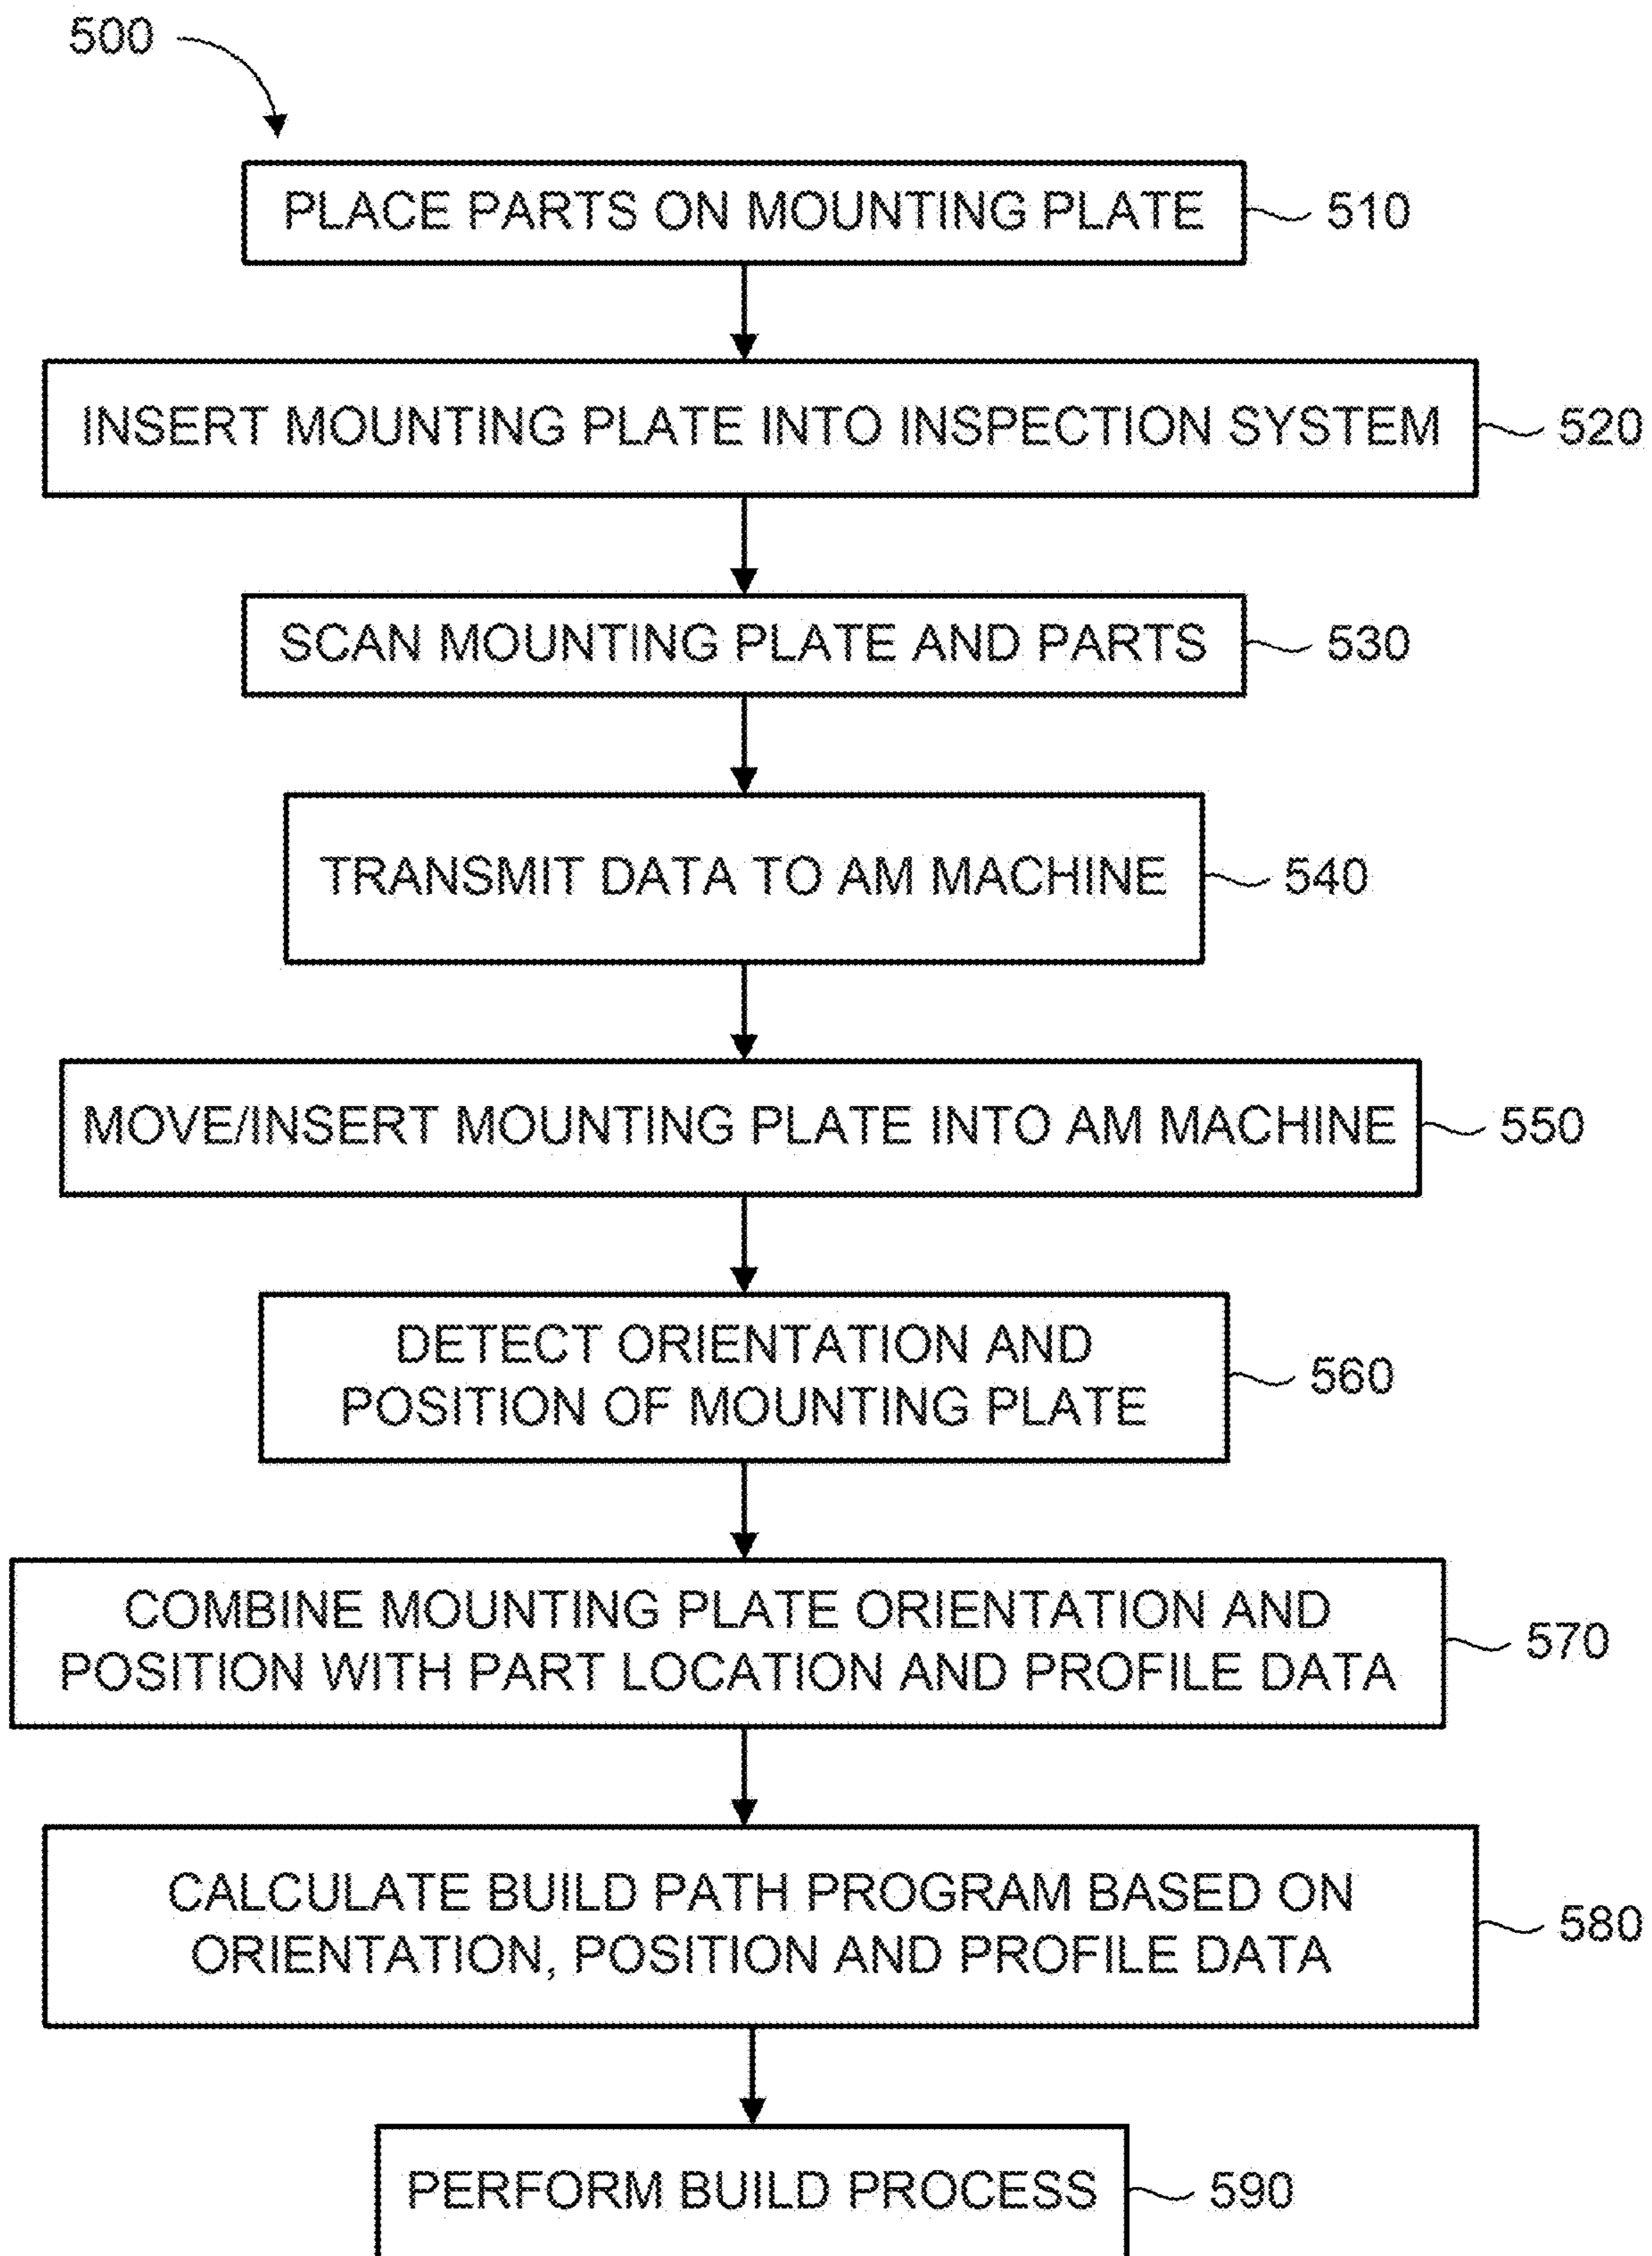 500
PLACE PARTS ON MOUNTING PLATE
510
INSERT MOUNTING PLATE INTO INSPECTION SYSTEM
520
SCAN MOUNTING PLATE AND PARTS
530
TRANSMIT DATA TO AM MACHINE
540
MOVE/INSERT MOUNTING PLATE INTO AM MACHINE
550
DETECT ORIENTATION AND
POSITION OF MOUNTING PLATE
560
COMBINE MOUNTING PLATE ORIENTATION AND
POSITION WITH PART LOCATION AND PROFILE DATA
570
CALCULATE BUILD PATH PROGRAM BASED ON
ORIENTATION, POSITION AND PROFILE DATA
580
PERFORM BUILD PROCESS
590